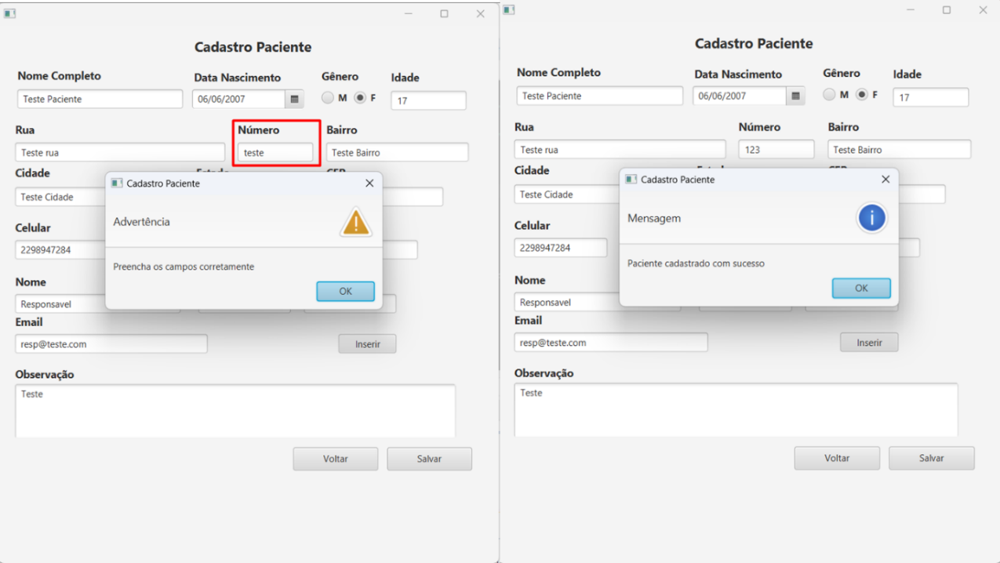 Cadastro Paciente
Nome Completo Data Nascimento Gênero Idade
Teste Paciente 06/06/2007 M F 17
Rua Número Bairro
Teste rua teste Teste Bairro
Cidade
Teste Cidade
Cadastro Paciente
Advertência
Preencha os campos corretamente
OK
Celular
2298947284
Nome
Responsavel
Email
resp@teste.com Inserir
Observação
Teste
Voltar Salvar
Cadastro Paciente
Nome Completo Data Nascimento Gênero Idade
Teste Paciente 06/06/2007 M F 17
Rua Número Bairro
Teste rua 123 Teste Bairro
Cidade
Teste Cidade
Cadastro Paciente
Mensagem
Paciente cadastrado com sucesso
OK
Celular
2298947284
Nome
Responsavel
Email
resp@teste.com Inserir
Observação
Teste
Voltar Salvar